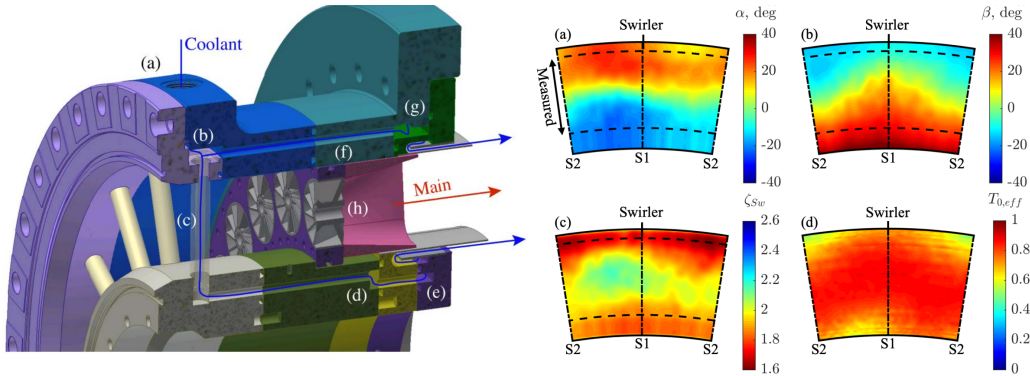 Coolant
(a)
(b)
(g)
(f)
(c)
(h)
Main
(d)
(e)
Swirler
α, deg
(a)
40
20
0
-20
-40
Measured
S2
S1
S2
Swirler
β, deg
(b)
40
20
0
-20
-40
S2
S1
S2
Swirler
ζSw
(c)
2.6
2.4
2.2
2
1.8
1.6
S2
S1
S2
Swirler
T0,eff
(d)
1
0.8
0.6
0.4
0.2
0
S2
S1
S2